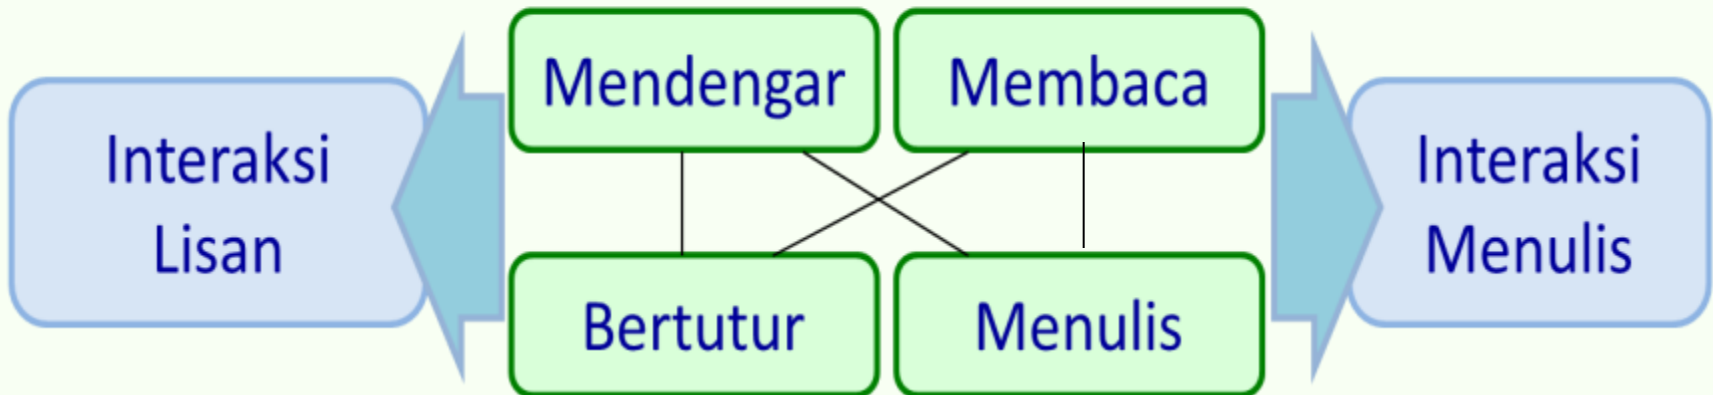 Mendengar
Membaca
Interaksi
Lisan
Interaksi
Menulis
Bertutur
Menulis